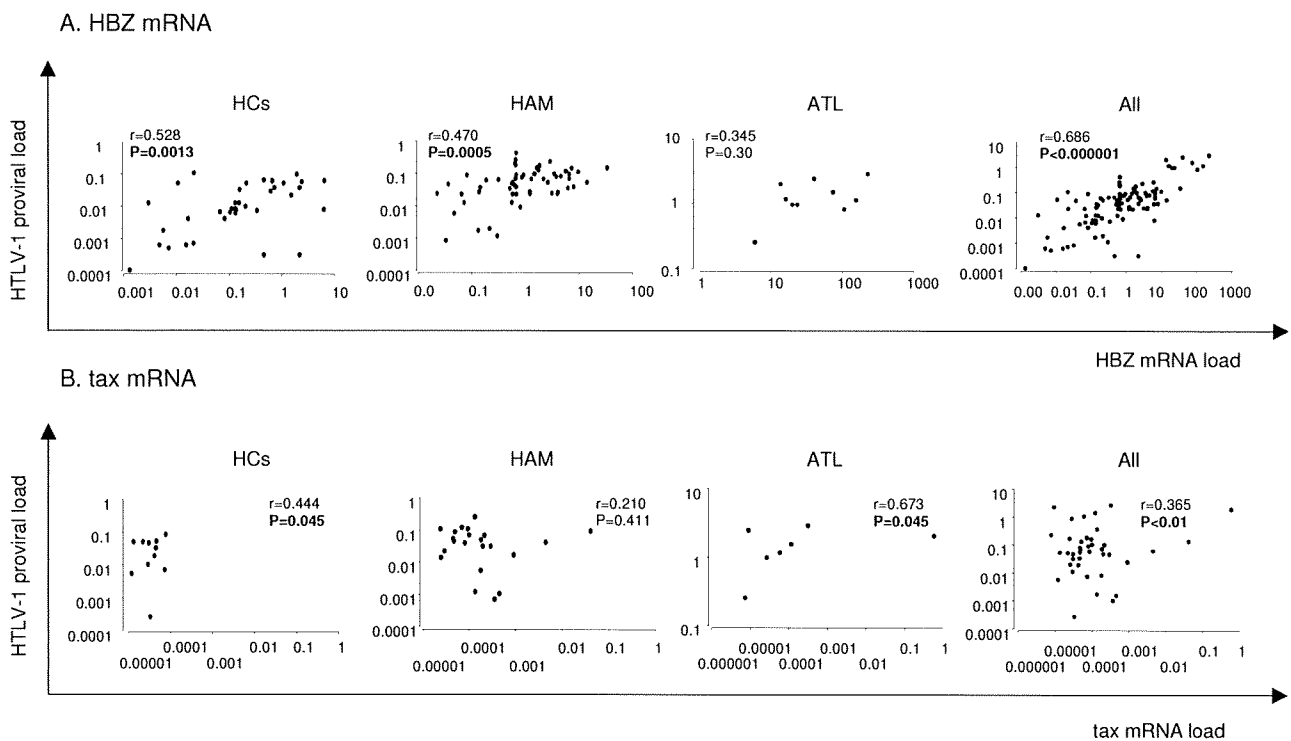 A. HBZ mRNA
HTLV-1 proviral load
HCs
r=0.528
P=0.0013
1
0.1
0.01
0.001
0.0001
0.001 0.01 0.1 1 10
HAM
r=0.470
P=0.0005
1
0.1
0.01
0.001
0.0001
0.0 0.1 1 10 100
ATL
r=0.345
P=0.30
10
1
0.1
1 10 100 1000
All
r=0.686
P<0.000001
10
1
0.1
0.01
0.001
0.0001
0.00 0.01 0.1 1 10 100 1000
HBZ mRNA load
B. tax mRNA
HTLV-1 proviral load
HCs
r=0.444
P=0.045
1
0.1
0.01
0.001
0.0001
0.0001 0.01 0.1 1
0.00001 0.001
HAM
r=0.210
P=0.411
1
0.1
0.01
0.001
0.0001
0.0001 0.01 0.1 1
0.00001 0.001
ATL
r=0.673
P=0.045
10
1
0.1
0.00001 0.001 0.1 1
0.000001 0.0001 0.01
All
r=0.365
P<0.01
10
1
0.1
0.01
0.001
0.0001
0.00001 0.001 0.1 1
0.000001 0.0001 0.01
tax mRNA load